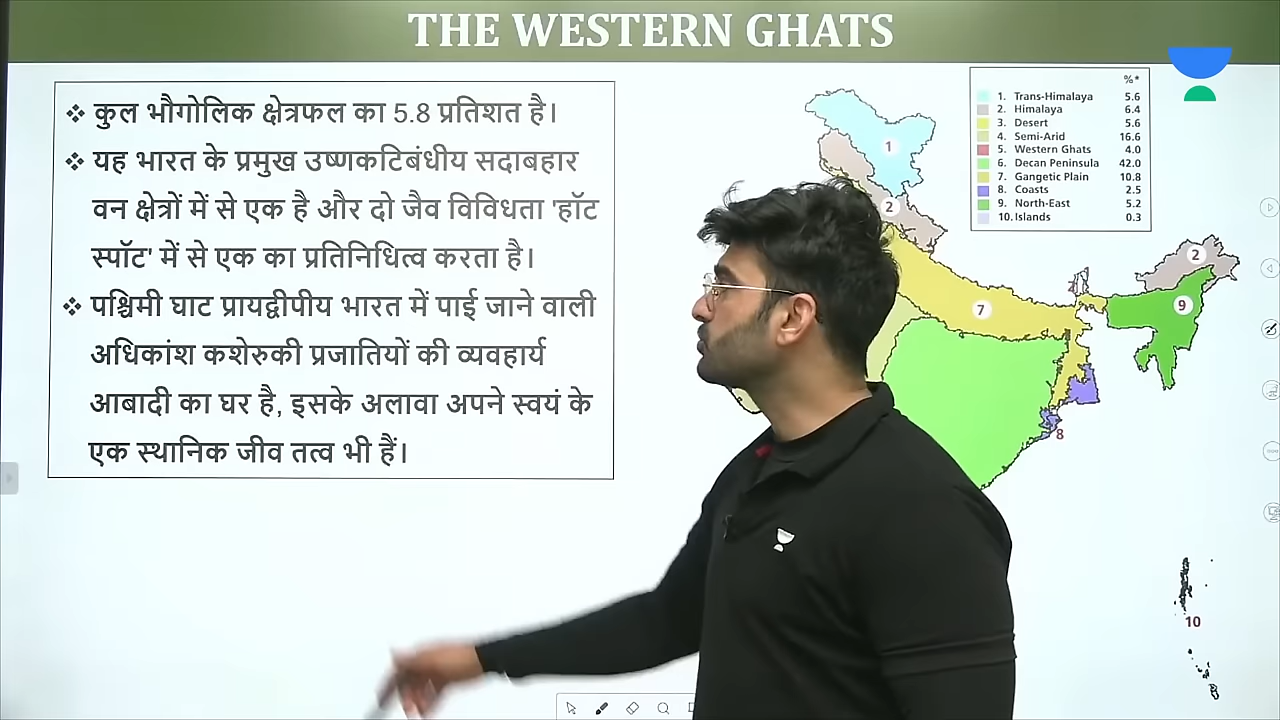 THE WESTERN GHATS
❖ कुल भौगोलिक क्षेत्रफल का 5.8 प्रतिशत है।
❖ यह भारत के प्रमुख उष्णकटिबंधीय सदाबहार
वन क्षेत्रों में से एक है और दो जैव विविधता 'हॉट
स्पॉट' में से एक का प्रतिनिधित्व करता है।
❖ पश्चिमी घाट प्रायद्वीपीय भारत में पाई जाने वाली
अधिकांश कशेरुकी प्रजातियों की व्यवहार्य
आबादी का घर है, इसके अलावा अपने स्वयं के
एक स्थानिक जीव तत्व भी हैं।
%*
1. Trans-Himalaya 5.6
2. Himalaya 6.4
3. Desert 5.6
4. Semi-Arid 16.6
5. Western Ghats 4.0
6. Decan Peninsula 42.0
7. Gangetic Plain 10.8
8. Coasts 2.5
9. North-East 5.2
10. Islands 0.3
1
2
2
7
9
8
10